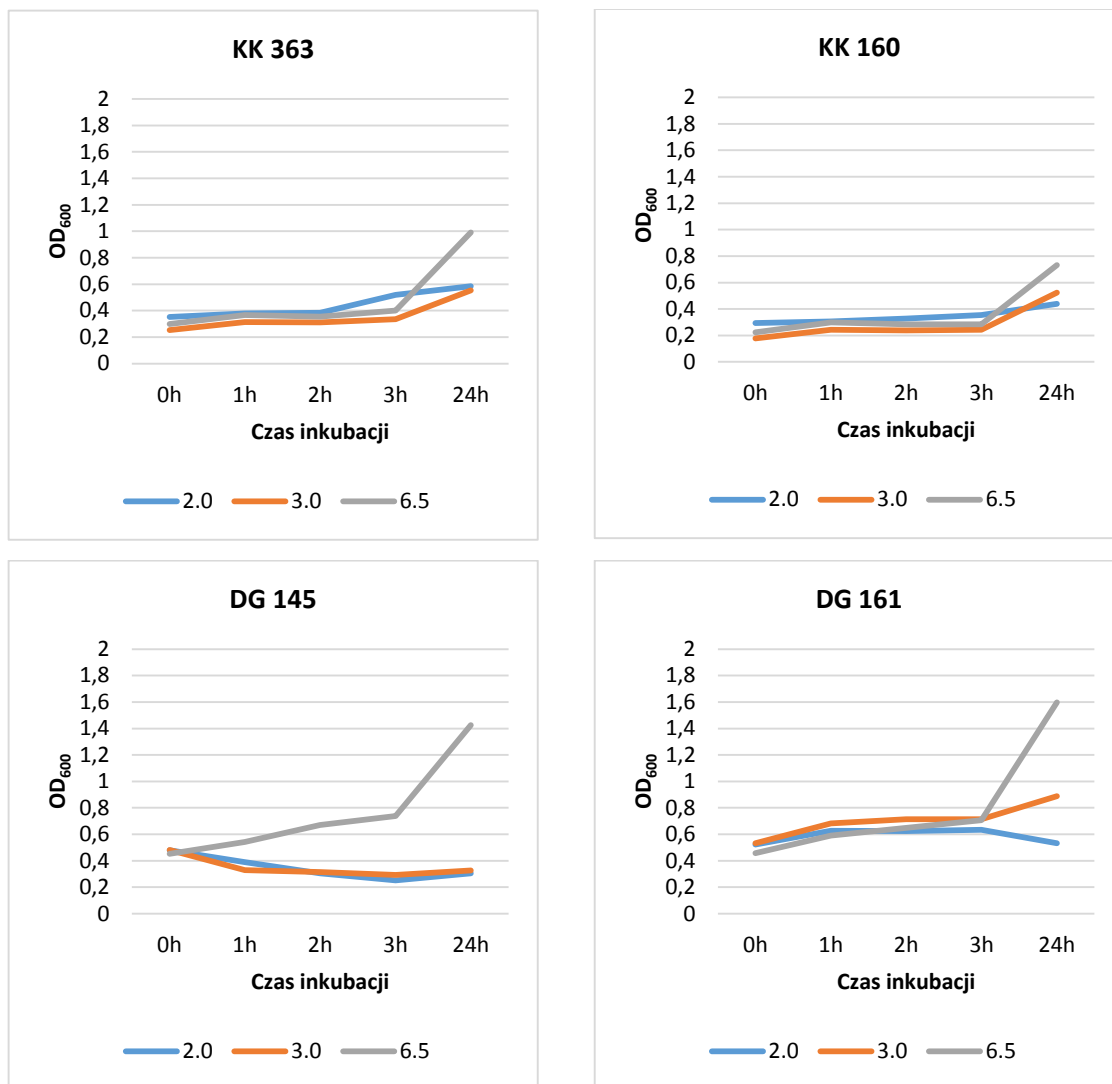 KK 363
2
1,8
1,6
1,4
1,2
1
0,8
0,6
0,4
0,2
0
OD600
0h 1h 2h 3h 24h
Czas inkubacji
2.0 3.0 6.5
KK 160
2
1,8
1,6
1,4
1,2
1
0,8
0,6
0,4
0,2
0
OD600
0h 1h 2h 3h 24h
Czas inkubacji
2.0 3.0 6.5
DG 145
2
1,8
1,6
1,4
1,2
1
0,8
0,6
0,4
0,2
0
OD600
0h 1h 2h 3h 24h
Czas inkubacji
2.0 3.0 6.5
DG 161
2
1,8
1,6
1,4
1,2
1
0,8
0,6
0,4
0,2
0
OD600
0h 1h 2h 3h 24h
Czas inkubacji
2.0 3.0 6.5